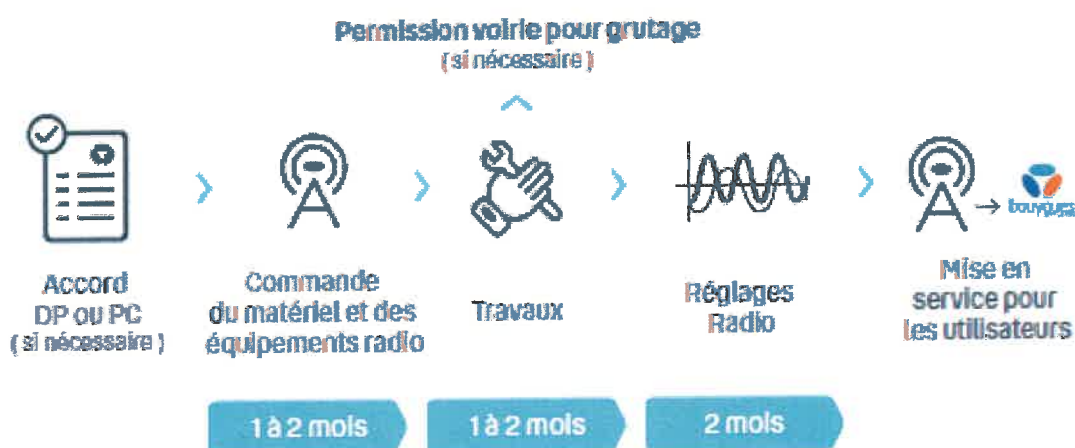 Permission voirie pour grutage
( si nécessaire )
Accord
DP ou PC
( si nécessaire )
Commande
du matériel et des
équipements radio
Travaux
Réglages
Radio
bouygues
Mise en
service pour
les utilisateurs
1 à 2 mois
1 à 2 mois
2 mois